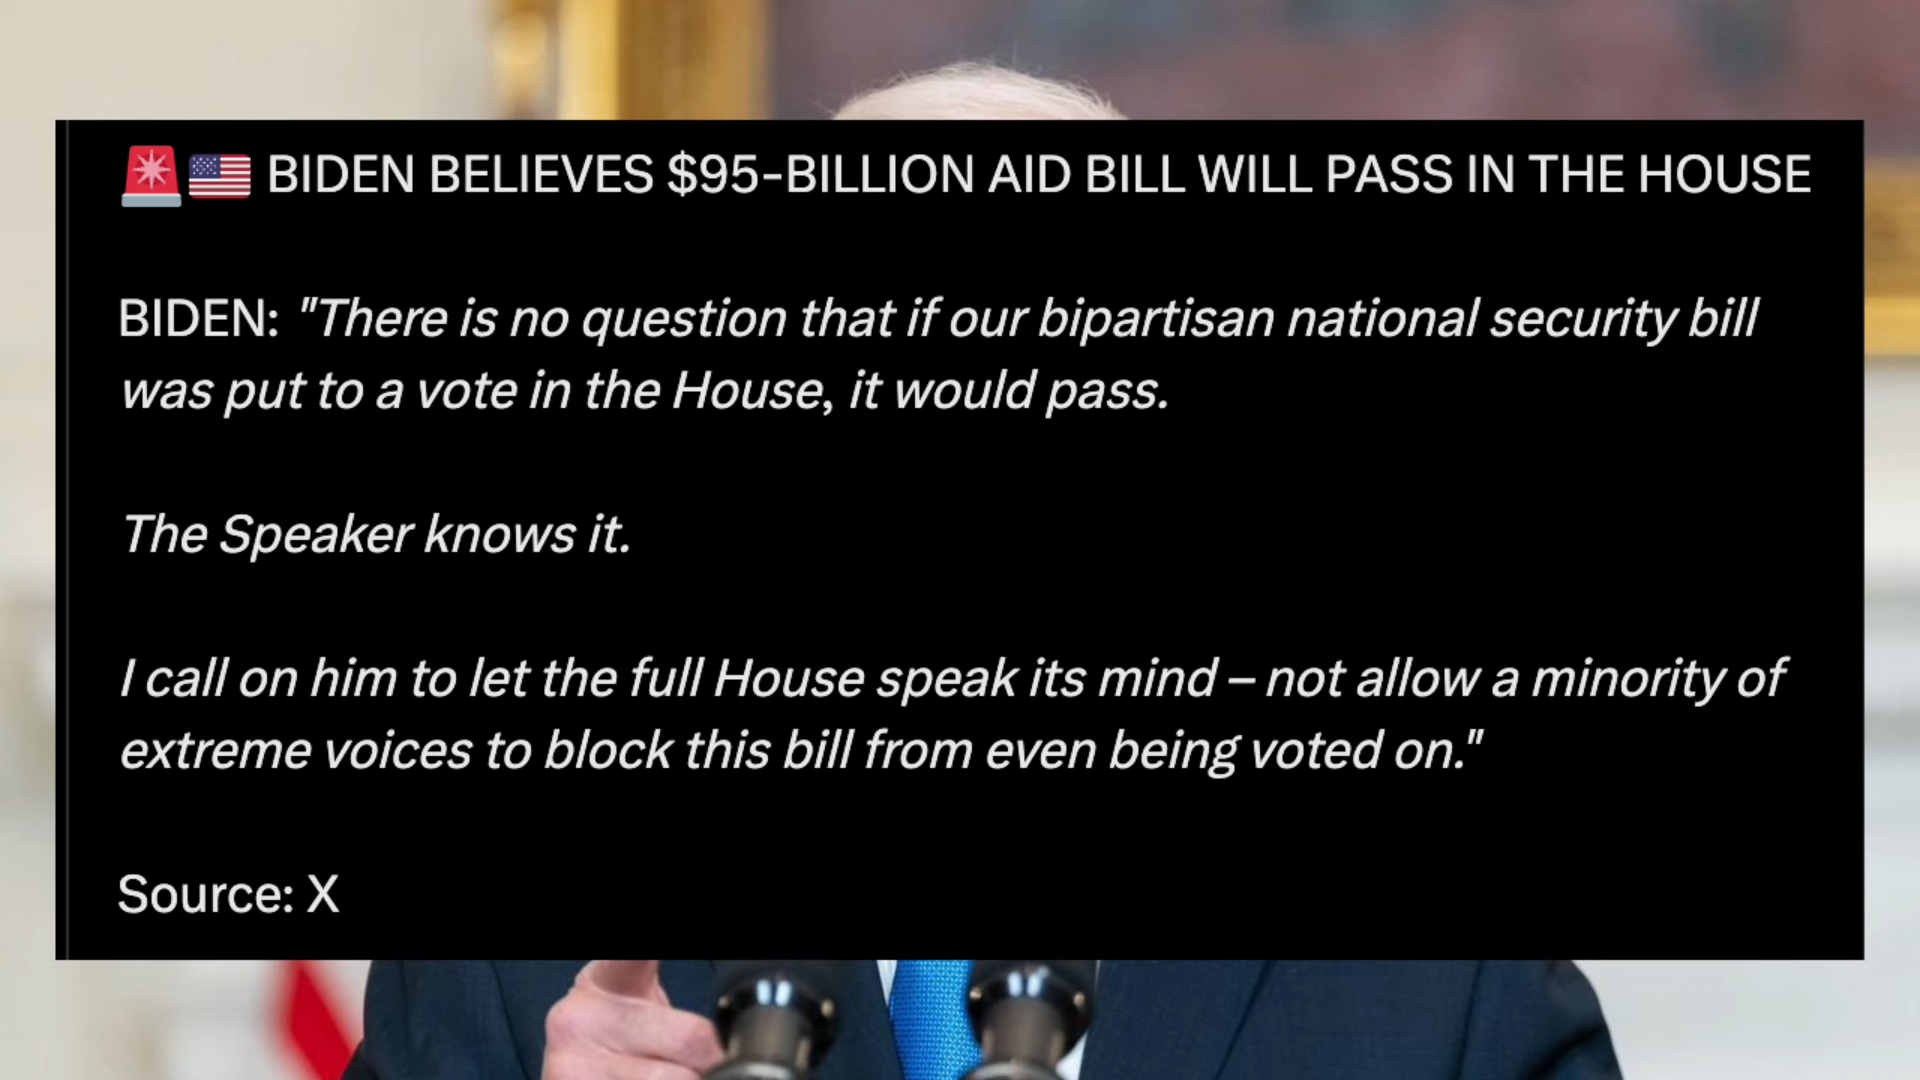 🚨🇺🇸 BIDEN BELIEVES $95-BILLION AID BILL WILL PASS IN THE HOUSE
BIDEN: "There is no question that if our bipartisan national security bill
was put to a vote in the House, it would pass.
The Speaker knows it.
I call on him to let the full House speak its mind – not allow a minority of
extreme voices to block this bill from even being voted on."
Source: X